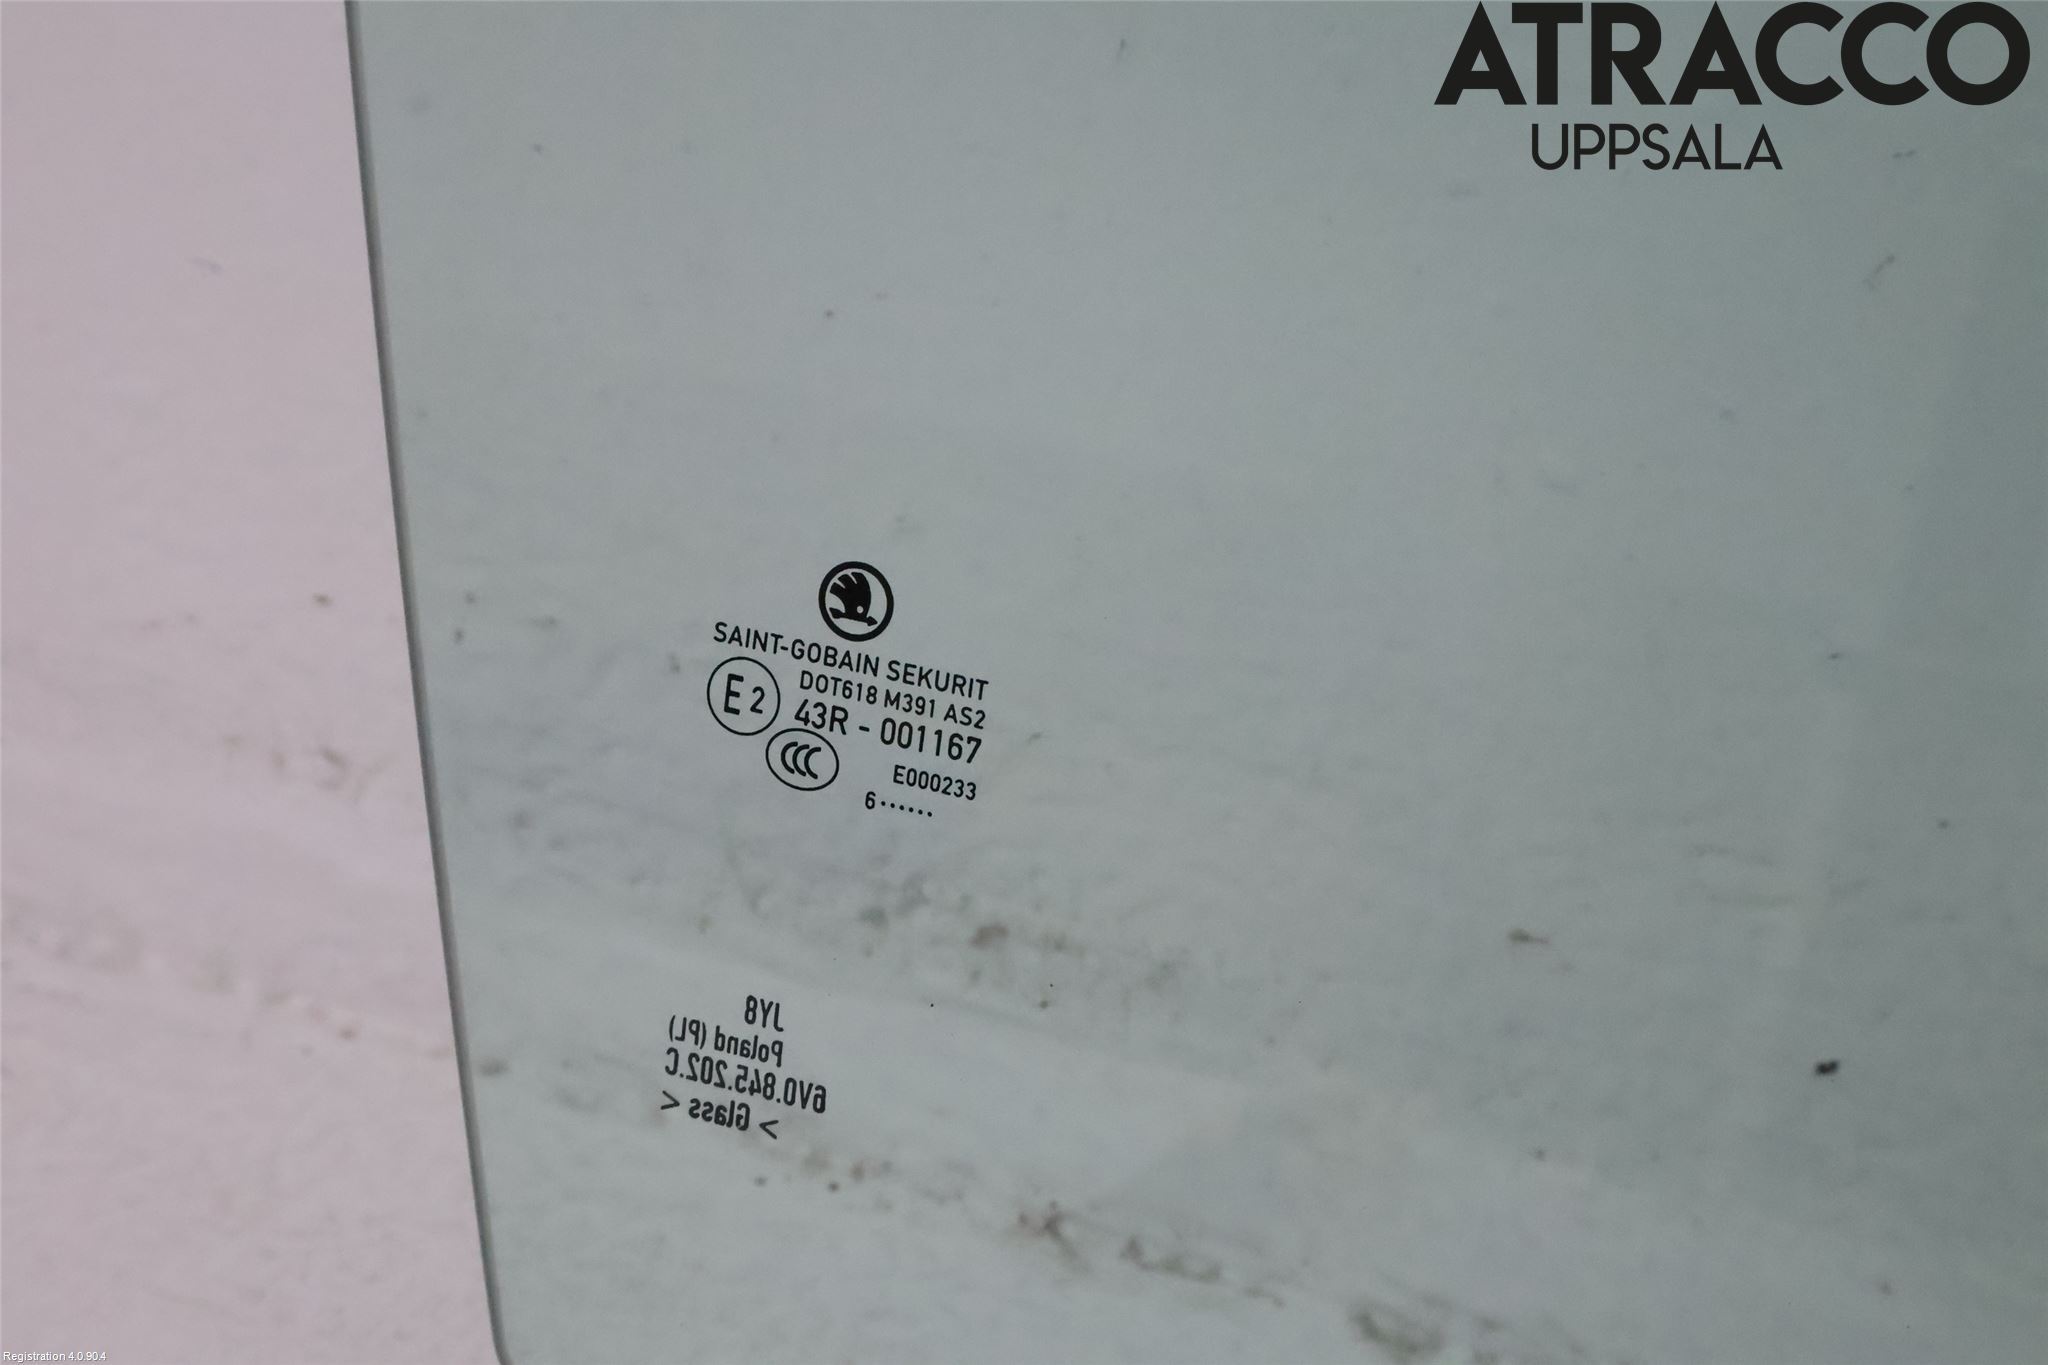 ATRACCO
UPPSALA
SAINT-GOBAIN SEKURIT
DOT618 M391 AS2
E2
43R - 001167
CCC
E000233
6······
JY8
Poland (PL)
6V0.845.202.C
> Glass <
Registration 4.0.90.4